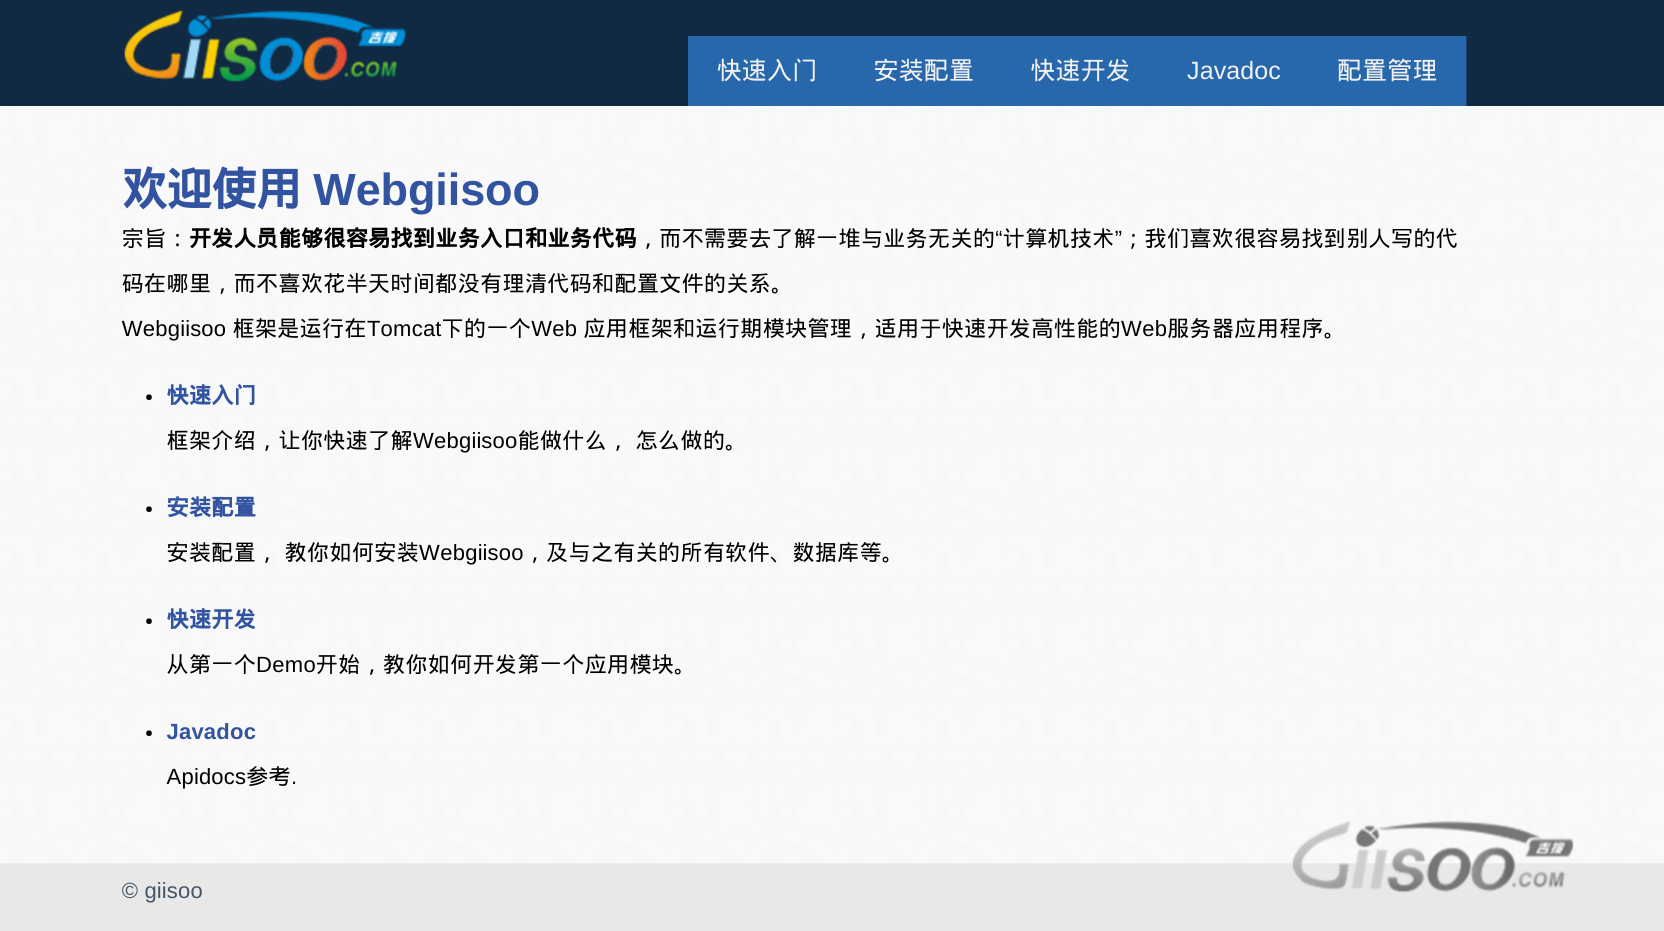 GiiSOO.COM 吉搜
快速入门 安装配置 快速开发 Javadoc 配置管理
欢迎使用 Webgiisoo
宗旨：开发人员能够很容易找到业务入口和业务代码，而不需要去了解一堆与业务无关的“计算机技术”；我们喜欢很容易找到别人写的代
码在哪里，而不喜欢花半天时间都没有理清代码和配置文件的关系。
Webgiisoo 框架是运行在Tomcat下的一个Web 应用框架和运行期模块管理，适用于快速开发高性能的Web服务器应用程序。
• 快速入门
框架介绍，让你快速了解Webgiisoo能做什么， 怎么做的。
• 安装配置
安装配置， 教你如何安装Webgiisoo，及与之有关的所有软件、数据库等。
• 快速开发
从第一个Demo开始，教你如何开发第一个应用模块。
• Javadoc
Apidocs参考.
GiiSOO.COM 吉搜
© giisoo